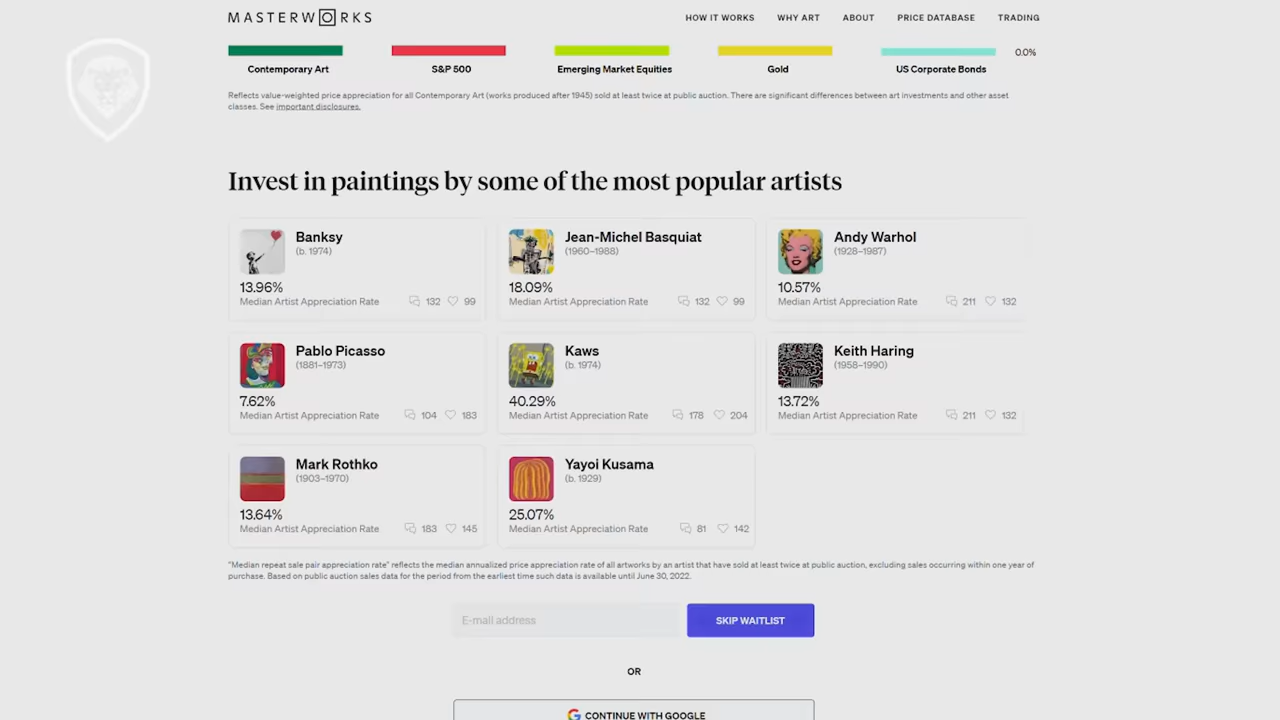 MASTERWORKS
HOW IT WORKS WHY ART ABOUT PRICE DATABASE TRADING
0.0%
Contemporary Art S&P 500 Emerging Market Equities Gold US Corporate Bonds
Reflects value-weighted price appreciation for all Contemporary Art (works produced after 1945) sold at least twice at public auction. There are significant differences between art investments and other asset
classes. See important disclosures.
Invest in paintings by some of the most popular artists
Banksy
(b. 1974)
13.96%
Median Artist Appreciation Rate 132 99
Jean-Michel Basquiat
(1960–1988)
18.09%
Median Artist Appreciation Rate 132 99
Andy Warhol
(1928–1987)
10.57%
Median Artist Appreciation Rate 211 132
Pablo Picasso
(1881–1973)
7.62%
Median Artist Appreciation Rate 104 183
Kaws
(b. 1974)
40.29%
Median Artist Appreciation Rate 178 204
Keith Haring
(1958–1990)
13.72%
Median Artist Appreciation Rate 211 132
Mark Rothko
(1903–1970)
13.64%
Median Artist Appreciation Rate 183 145
Yayoi Kusama
(b. 1929)
25.07%
Median Artist Appreciation Rate 81 142
"Median repeat sale pair appreciation rate" reflects the median annualized price appreciation rate of all artworks by an artist that have sold at least twice at public auction, excluding sales occurring within one year of
purchase. Based on public auction sales data for the period from the earliest time such data is available until June 30, 2022.
E-mail address SKIP WAITLIST
OR
CONTINUE WITH GOOGLE